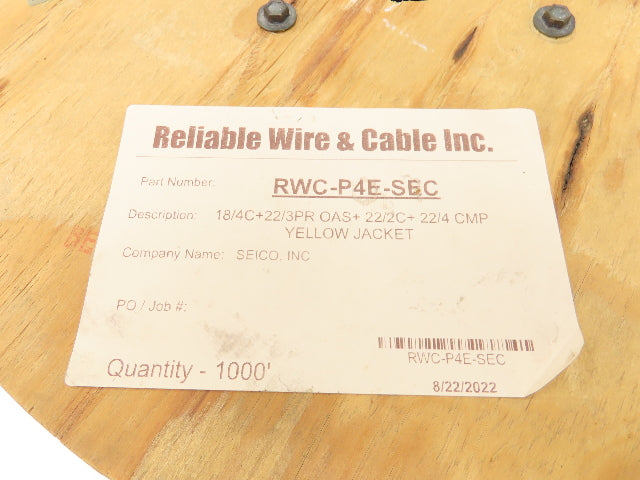 Reliable Wire & Cable Inc.
Part Number: RWC-P4E-SEC
Description: 18/4C+22/3PR OAS+ 22/2C+ 22/4 CMP
YELLOW JACKET
Company Name: SEICO, INC
PO / Job #:
RWC-P4E-SEC
Quantity - 1000'
8/22/2022